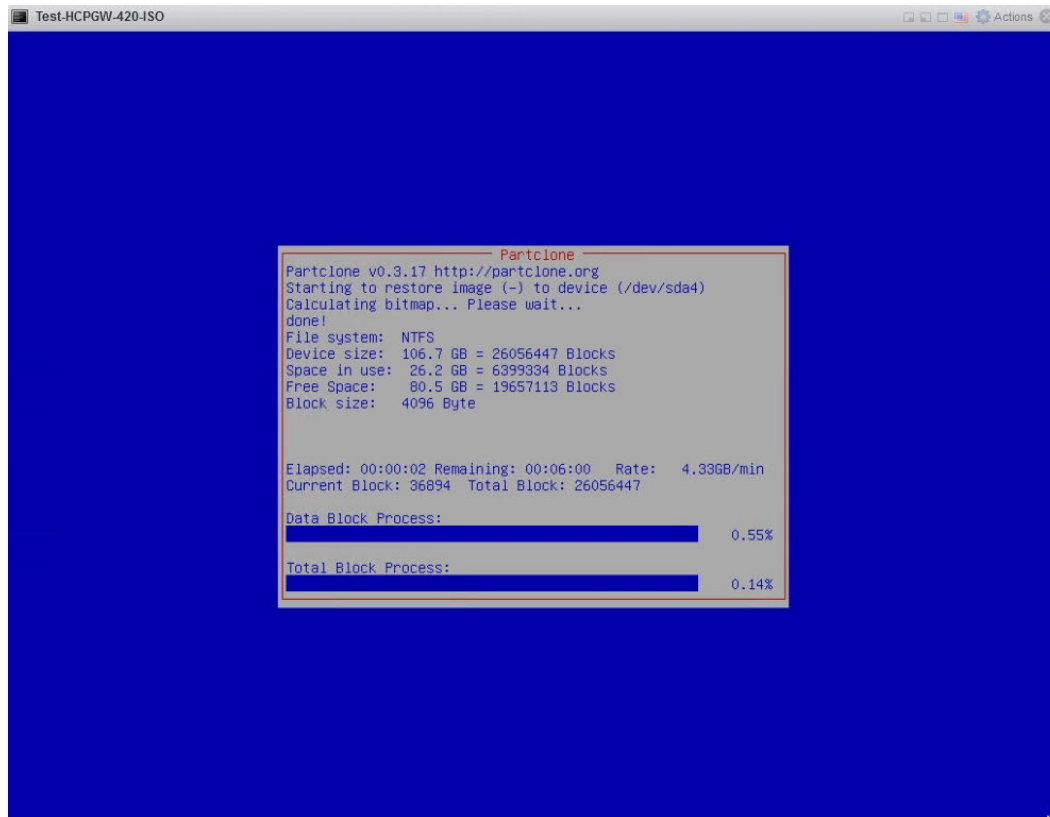 Test-HCPGW-420-ISO
Actions
Partclone
Partclone v0.3.17 http://partclone.org
Starting to restore image (-) to device (/dev/sda4)
Calculating bitmap... Please wait...
done!
File system:  NTFS
Device size:  106.7 GB = 26056447 Blocks
Space in use:  26.2 GB = 6399334 Blocks
Free Space:    80.5 GB = 19657113 Blocks
Block size:   4096 Byte
Elapsed: 00:00:02 Remaining: 00:06:00   Rate:   4.33GB/min
Current Block: 36894  Total Block: 26056447
Data Block Process:
0.55%
Total Block Process:
0.14%